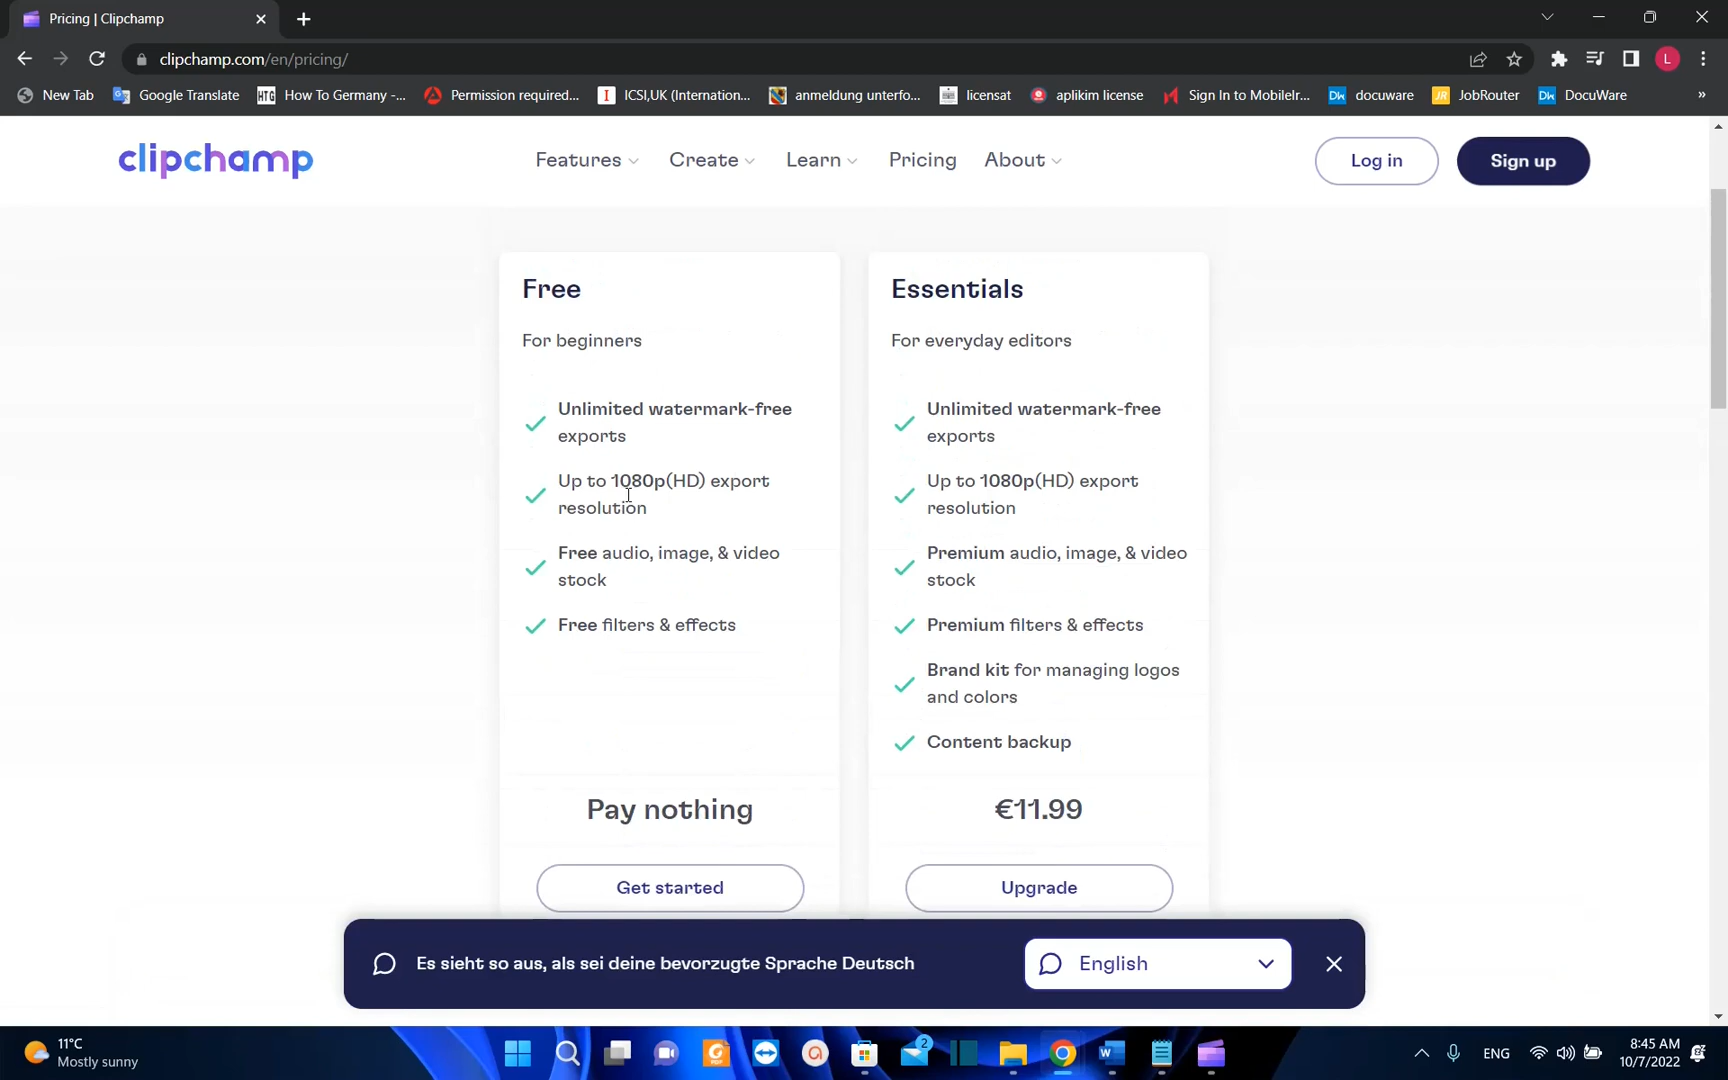 Pricing | Clipchamp
clipchamp.com/en/pricing/
L
New Tab
Google Translate
HTG How To Germany -...
Permission required...
I ICSI,UK (Internation...
anmeldung unterfo...
licensat
aplikim license
Sign In to MobileIr...
Dw docuware
JR JobRouter
Dw DocuWare
»
clipchamp
Features
Create
Learn
Pricing
About
Log in
Sign up
Free
For beginners
Unlimited watermark-free
exports
Up to 1080p(HD) export
resolution
Free audio, image, & video
stock
Free filters & effects
Pay nothing
Get started
Essentials
For everyday editors
Unlimited watermark-free
exports
Up to 1080p(HD) export
resolution
Premium audio, image, & video
stock
Premium filters & effects
Brand kit for managing logos
and colors
Content backup
€11.99
Upgrade
Es sieht so aus, als sei deine bevorzugte Sprache Deutsch
English
11°C
Mostly sunny
2
ENG
8:45 AM
10/7/2022